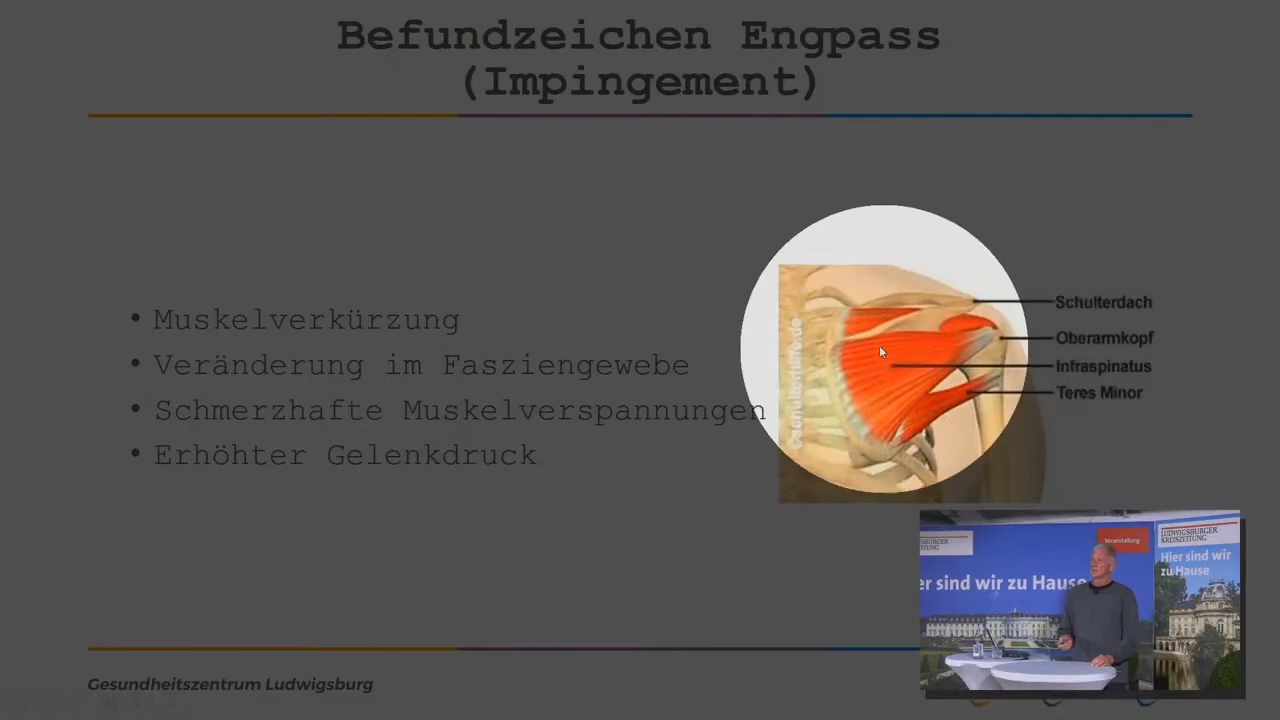 Befundzeichen Engpass
(Impingement)
• Muskelverkürzung
• Veränderung im Fasziengewebe
• Schmerzhafte Muskelverspannungen
• Erhöhter Gelenkdruck
Schulterdach
Oberarmkopf
Infraspinatus
Teres Minor
Veranstaltung
LUDWIGSBURGER
KREISZEITUNG
Hier sind wir
zu Hause
er sind wir zu Hause
Gesundheitszentrum Ludwigsburg